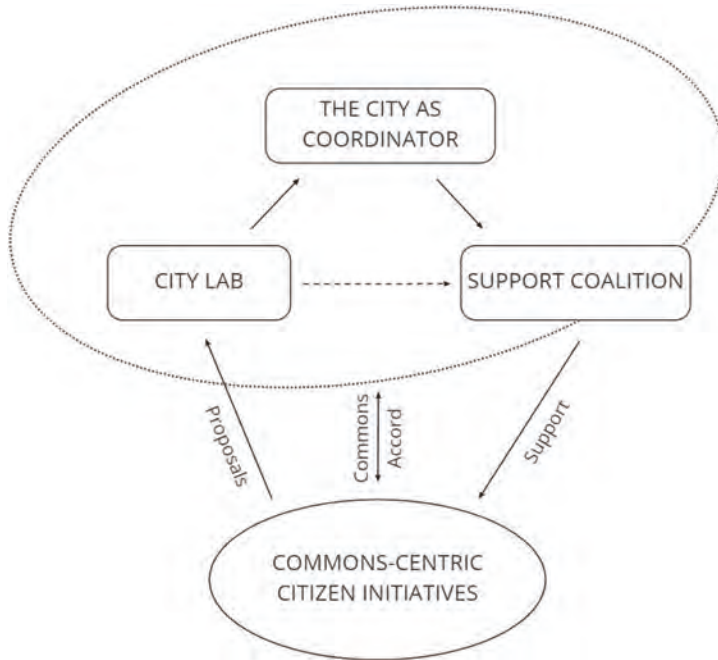 THE CITY AS
COORDINATOR
CITY LAB
SUPPORT COALITION
Proposals
Commons
Accord
Support
COMMONS-CENTRIC
CITIZEN INITIATIVES